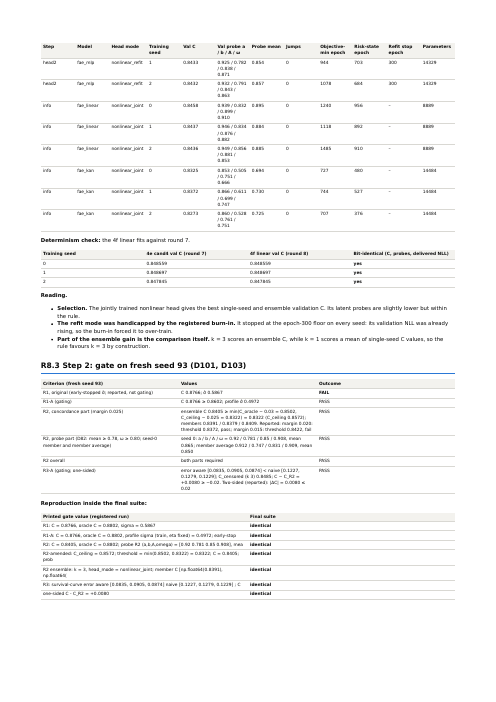 Step Model Head mode Training seed Val C Val probe a / b / A / ω Probe mean Jumps Objective-min epoch Risk-state epoch Refit stop epoch Parameters
head2 fae_mlp nonlinear_refit 1 0.8433 0.925 / 0.782 / 0.838 / 0.871 0.854 0 944 703 300 14329
head2 fae_mlp nonlinear_refit 2 0.8432 0.932 / 0.791 / 0.843 / 0.863 0.857 0 1078 684 300 14329
info fae_linear nonlinear_joint 0 0.8458 0.939 / 0.832 / 0.899 / 0.910 0.895 0 1240 956 – 8889
info fae_linear nonlinear_joint 1 0.8437 0.946 / 0.834 / 0.876 / 0.882 0.884 0 1118 892 – 8889
info fae_linear nonlinear_joint 2 0.8436 0.949 / 0.856 / 0.881 / 0.853 0.885 0 1485 910 – 8889
info fae_kan nonlinear_joint 0 0.8325 0.853 / 0.505 / 0.751 / 0.666 0.694 0 727 480 – 14484
info fae_kan nonlinear_joint 1 0.8372 0.866 / 0.611 / 0.699 / 0.747 0.730 0 744 527 – 14484
info fae_kan nonlinear_joint 2 0.8273 0.860 / 0.528 / 0.761 / 0.751 0.725 0 707 376 – 14484
Determinism check: the 4f linear fits against round 7.
Training seed 4e candit val C (round 7) 4f linear val C (round 8) Bit-identical (C, probes, delivered NLL)
0 0.848559 0.848559 yes
1 0.848697 0.848697 yes
2 0.847845 0.847845 yes
Reading.
• Selection. The jointly trained nonlinear head gives the best single-seed and ensemble validation C. Its latent probes are slightly lower but within
the rule.
• The refit mode was handicapped by the registered burn-in. It stopped at the epoch-300 floor on every seed: its validation NLL was already
rising, so the burn-in forced it to over-train.
• Part of the ensemble gain is the comparison itself. k = 3 scores an ensemble C, while k = 1 scores a mean of single-seed C values, so the
rule favours k = 3 by construction.
R8.3 Step 2: gate on fresh seed 93 (D101, D103)
Criterion (fresh seed 93) Values Outcome
R1, original (early-stopped 0; reported, not gating) C 0.8766; σ̂ 0.5867 FAIL
R1-A (gating) C 0.8766 ≥ 0.8602; profile σ̂ 0.4972 PASS
R2, concordance part (margin 0.025) ensemble C 0.8405 ≥ min(C_oracle − 0.03 = 0.8502, PASS
C_ceiling − 0.025 = 0.8322) = 0.8322 (C_ceiling 0.8572);
members 0.8391 / 0.8379 / 0.8409. Reported: margin 0.020:
threshold 0.8372, pass; margin 0.015: threshold 0.8422, fail
R2, probe part (D82: mean ≥ 0.78, ω ≥ 0.80; seed-0 member and member average) seed 0: a / b / A / ω = 0.92 / 0.781 / 0.85 / 0.908, mean PASS
0.865; member average 0.912 / 0.747 / 0.831 / 0.909, mean
0.850
R2 overall both parts required PASS
R3-A (gating; one-sided) error aware [0.0835, 0.0905, 0.0874] < naive [0.1227, PASS
0.1279, 0.1229]; C_censored (k 3) 0.8485; C − C_R2 =
+0.0080 ≥ −0.02. Two-sided (reported): |ΔC| = 0.0080 ≤
0.02
Reproduction inside the final suite:
Printed gate value (registered run) Final suite
R1: C = 0.8766, oracle C = 0.8802, sigma = 0.5867 identical
R1-A: C = 0.8766, oracle C = 0.8802, profile sigma (train, eta fixed) = 0.4972; early-stop identical
R2: C = 0.8405, oracle C = 0.8802, probe R2 (a,b,A,omega) = [0.92 0.781 0.85 0.908], mea identical
R2-amended: C_ceiling = 0.8572; threshold = min(0.8502, 0.8322) = 0.8322; C = 0.8405; prob identical
R2 ensemble: k = 3, head_mode = nonlinear_joint; member C [np.float64(0.8391), np.float64( identical
R3: survival-curve error aware [0.0835, 0.0905, 0.0874] naive [0.1227, 0.1279, 0.1229] ; C identical
one-sided C - C_R2 = +0.0080 identical